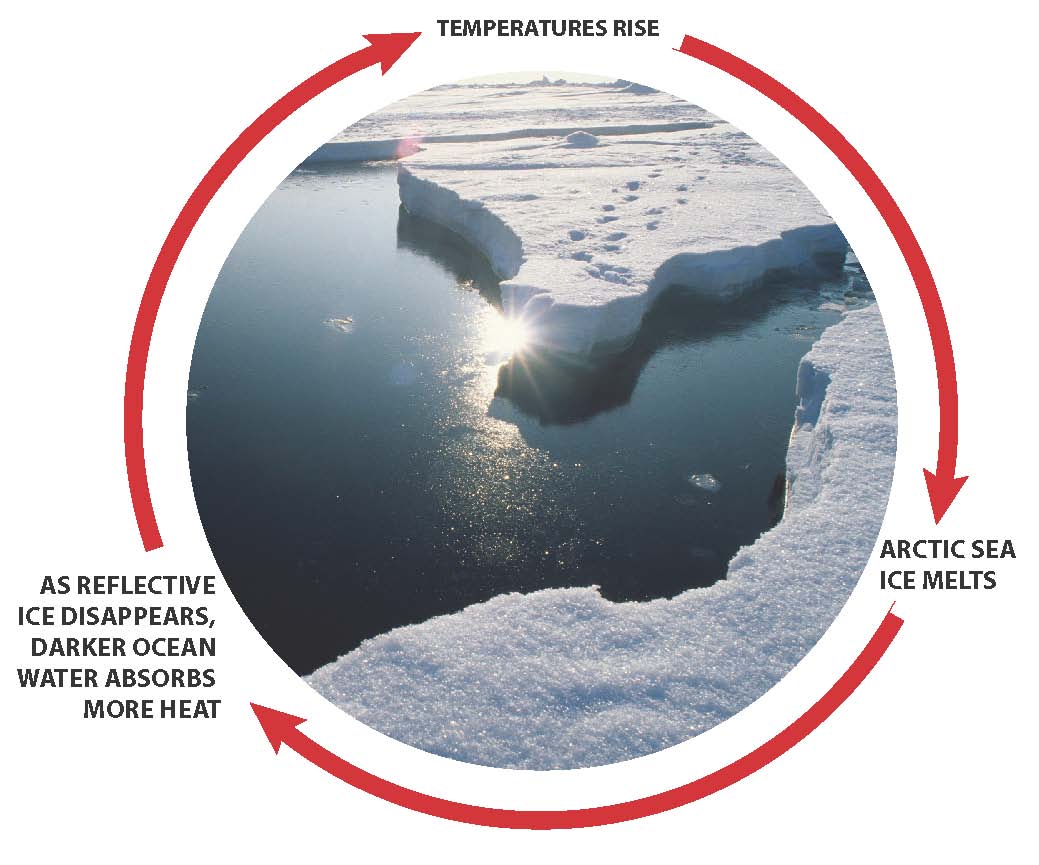 TEMPERATURES RISE
ARCTIC SEA
ICE MELTS
AS REFLECTIVE
ICE DISAPPEARS,
DARKER OCEAN
WATER ABSORBS
MORE HEAT